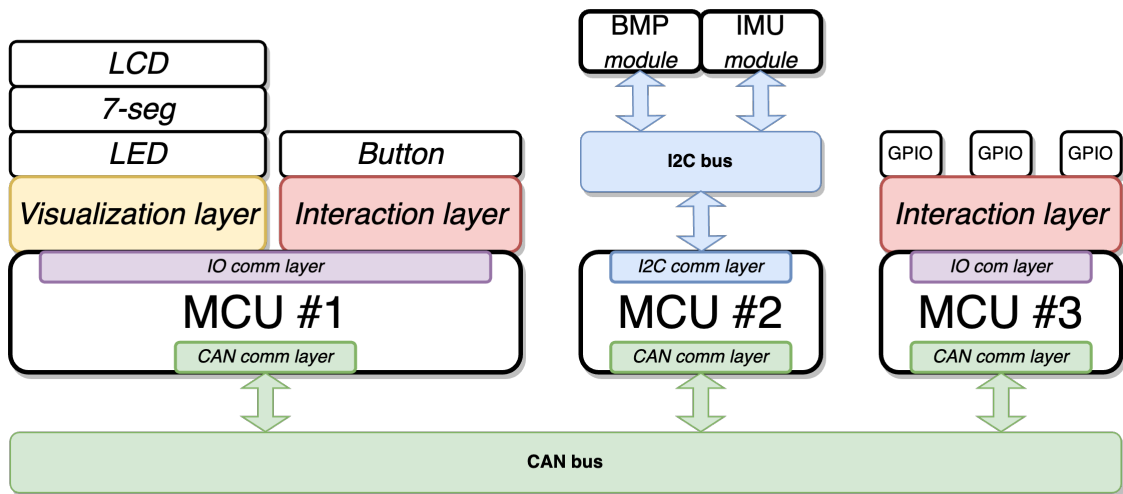 BMP
module
IMU
module
LCD
7-seg
LED
Button
I2C bus
GPIO
GPIO
GPIO
Visualization layer
Interaction layer
Interaction layer
IO comm layer
I2C comm layer
IO com layer
MCU #1
MCU #2
MCU #3
CAN comm layer
CAN comm layer
CAN comm layer
CAN bus